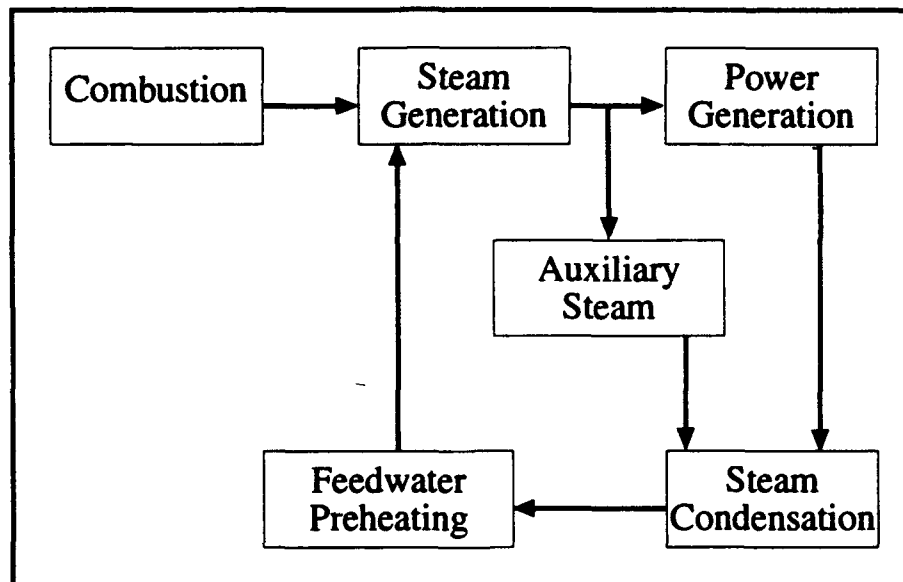 Combustion
Steam
Generation
Power
Generation
Auxiliary
Steam
Feedwater
Preheating
Steam
Condensation